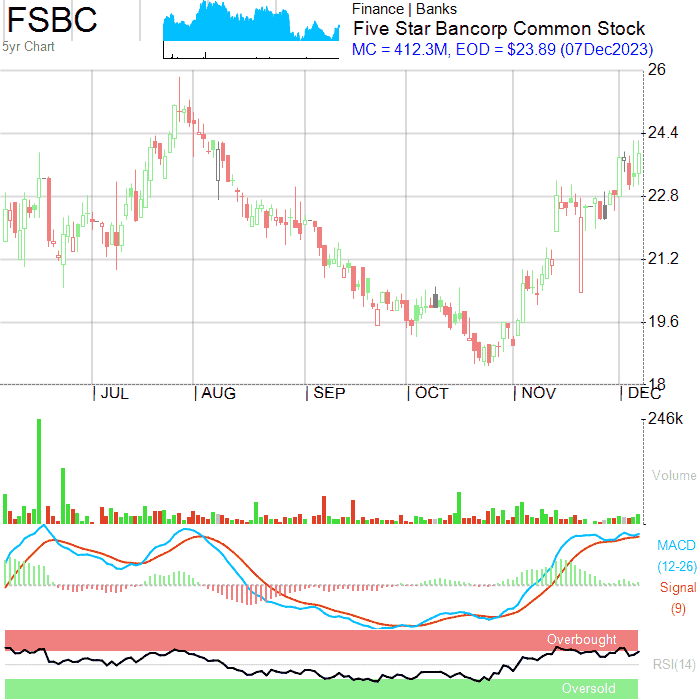 FSBC
5yr Chart
Finance | Banks
Five Star Bancorp Common Stock
MC = 412.3M, EOD = $23.89 (07Dec2023)
26
24.4
22.8
21.2
19.6
18
JUL AUG SEP OCT NOV DEC
246k
Volume
MACD
(12-26)
Signal
(9)
Overbought
RSI(14)
Oversold